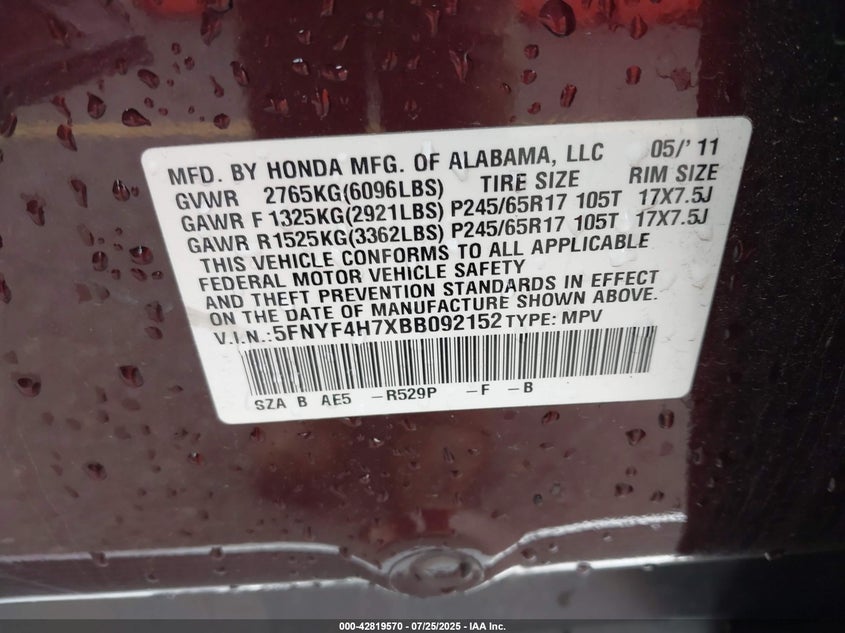 MFD. BY HONDA MFG. OF ALABAMA, LLC 05/' 11
GVWR 2765KG(6096LBS) TIRE SIZE RIM SIZE
GAWR F 1325KG(2921LBS) P245/65R17 105T 17X7.5J
GAWR R 1525KG(3362LBS) P245/65R17 105T 17X7.5J
THIS VEHICLE CONFORMS TO ALL APPLICABLE
FEDERAL MOTOR VEHICLE SAFETY
AND THEFT PREVENTION STANDARDS IN EFFECT
ON THE DATE OF MANUFACTURE SHOWN ABOVE.
V.I.N.:5FNYF4H7XBB092152 TYPE: MPV
SZA B AE5 -R529P -F -B
000-42819570 | 07/25/2025 | IAA Inc.